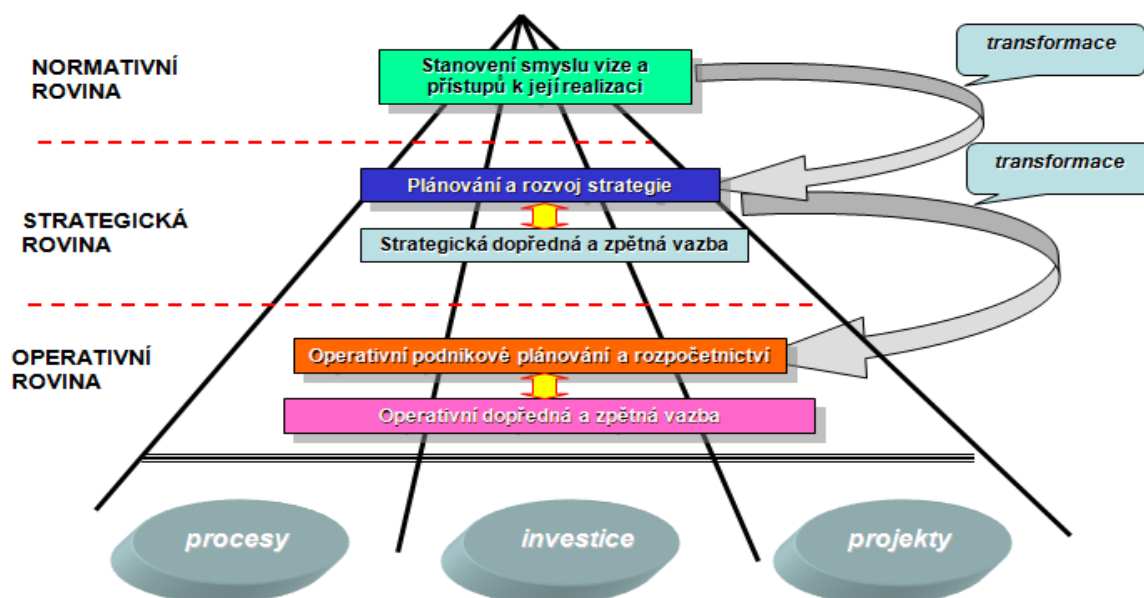 NORMATIVNÍ
ROVINA
Stanovení smyslu vize a
přístupů k její realizaci
transformace
transformace
STRATEGICKÁ
ROVINA
Plánování a rozvoj strategie
Strategická dopředná a zpětná vazba
OPERATIVNÍ
ROVINA
Operativní podnikové plánování a rozpočetnictví
Operativní dopředná a zpětná vazba
procesy
investice
projekty